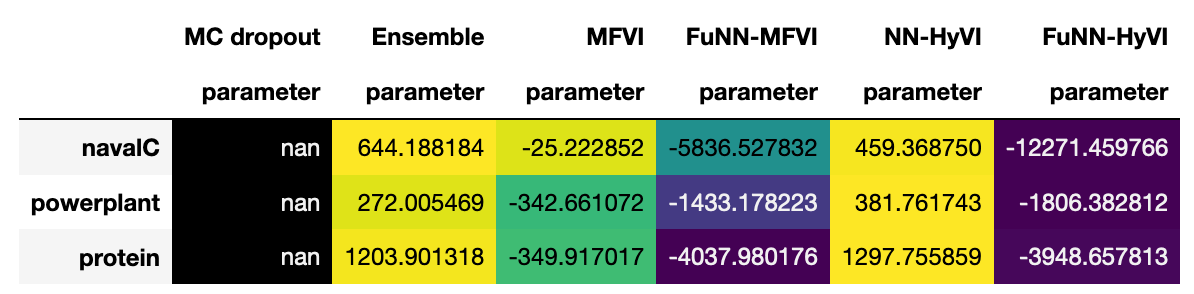 MC dropout Ensemble MFVI FuNN-MFVI NN-HyVI FuNN-HyVI
parameter parameter parameter parameter parameter parameter
navalC nan 644.188184 -25.222852 -5836.527832 459.368750 -12271.459766
powerplant nan 272.005469 -342.661072 -1433.178223 381.761743 -1806.382812
protein nan 1203.901318 -349.917017 -4037.980176 1297.755859 -3948.657813